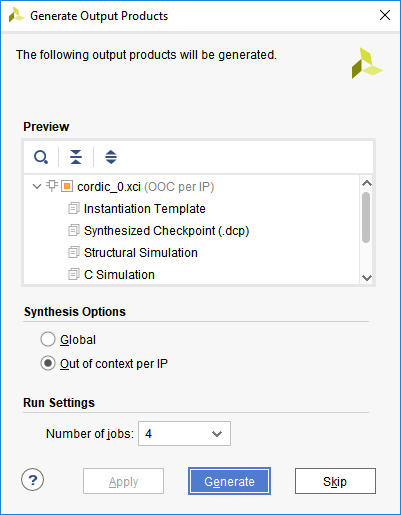 Generate Output Products
The following output products will be generated.
Preview
cordic_0.xci (OOC per IP)
Instantiation Template
Synthesized Checkpoint (.dcp)
Structural Simulation
C Simulation
Synthesis Options
Global
Out of context per IP
Run Settings
Number of jobs: 4
? Apply Generate Skip